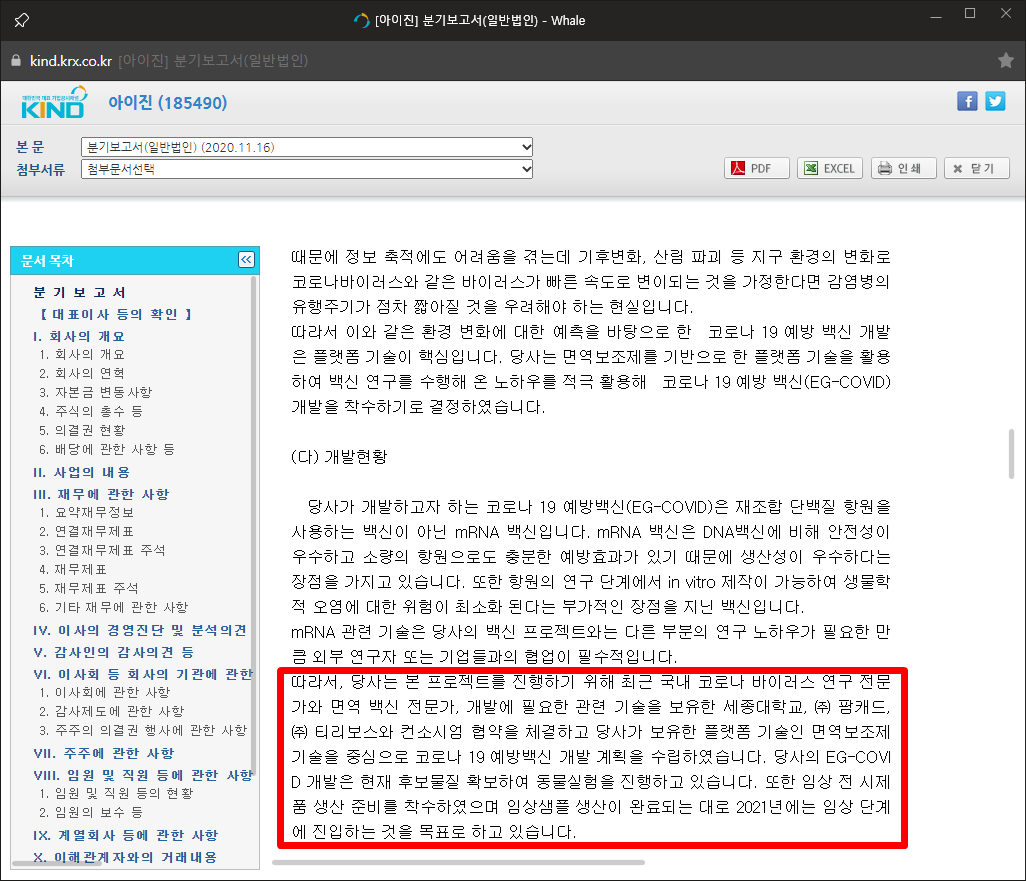 [아이진] 분기보고서(일반법인) - Whale
kind.krx.co.kr [아이진] 분기보고서(일반법인)
KIND
아이진 (185490)
본 문
분기보고서(일반법인) (2020.11.16)
첨부서류
첨부문서선택
PDF
EXCEL
인 쇄
닫 기
문서 목차
분 기 보 고 서
【 대표이사 등의 확인 】
I. 회사의 개요
1. 회사의 개요
2. 회사의 연혁
3. 자본금 변동사항
4. 주식의 총수 등
5. 의결권 현황
6. 배당에 관한 사항 등
II. 사업의 내용
III. 재무에 관한 사항
1. 요약재무정보
2. 연결재무제표
3. 연결재무제표 주석
4. 재무제표
5. 재무제표 주석
6. 기타 재무에 관한 사항
IV. 이사의 경영진단 및 분석의견
V. 감사인의 감사의견 등
VI. 이사회 등 회사의 기관에 관한
1. 이사회에 관한 사항
2. 감사제도에 관한 사항
3. 주주의 의결권 행사에 관한 사항
VII. 주주에 관한 사항
VIII. 임원 및 직원 등에 관한 사항
1. 임원 및 직원 등의 현황
2. 임원의 보수 등
IX. 계열회사 등에 관한 사항
X. 이해관계자와의 거래내용
때문에 정보 축적에도 어려움을 겪는데 기후변화, 산림 파괴 등 지구 환경의 변화로
코로나바이러스와 같은 바이러스가 빠른 속도로 변이되는 것을 가정한다면 감염병의
유행주기가 점차 짧아질 것을 우려해야 하는 현실입니다.
따라서 이와 같은 환경 변화에 대한 예측을 바탕으로 한 코로나 19 예방 백신 개발
은 플랫폼 기술이 핵심입니다. 당사는 면역보조제를 기반으로 한 플랫폼 기술을 활용
하여 백신 연구를 수행해 온 노하우를 적극 활용해 코로나 19 예방 백신(EG-COVID)
개발을 착수하기로 결정하였습니다.
(다) 개발현황
당사가 개발하고자 하는 코로나 19 예방백신(EG-COVID)은 재조합 단백질 항원을
사용하는 백신이 아닌 mRNA 백신입니다. mRNA 백신은 DNA백신에 비해 안전성이
우수하고 소량의 항원으로도 충분한 예방효과가 있기 때문에 생산성이 우수하다는
장점을 가지고 있습니다. 또한 항원의 연구 단계에서 in vitro 제작이 가능하여 생물학
적 오염에 대한 위험이 최소화 된다는 부가적인 장점을 지닌 백신입니다.
mRNA 관련 기술은 당사의 백신 프로젝트와는 다른 부분의 연구 노하우가 필요한 만
큼 외부 연구자 또는 기업들과의 협업이 필수적입니다.
따라서, 당사는 본 프로젝트를 진행하기 위해 최근 국내 코로나 바이러스 연구 전문
가와 면역 백신 전문가, 개발에 필요한 관련 기술을 보유한 세종대학교, ㈜ 팜캐드,
㈜ 티리보스와 컨소시엄 협약을 체결하고 당사가 보유한 플랫폼 기술인 면역보조제
기술을 중심으로 코로나 19 예방백신 개발 계획을 수립하였습니다. 당사의 EG-COVI
D 개발은 현재 후보물질 확보하여 동물실험을 진행하고 있습니다. 또한 임상 전 시제
품 생산 준비를 착수하였으며 임상샘플 생산이 완료되는 대로 2021년에는 임상 단계
에 진입하는 것을 목표로 하고 있습니다.